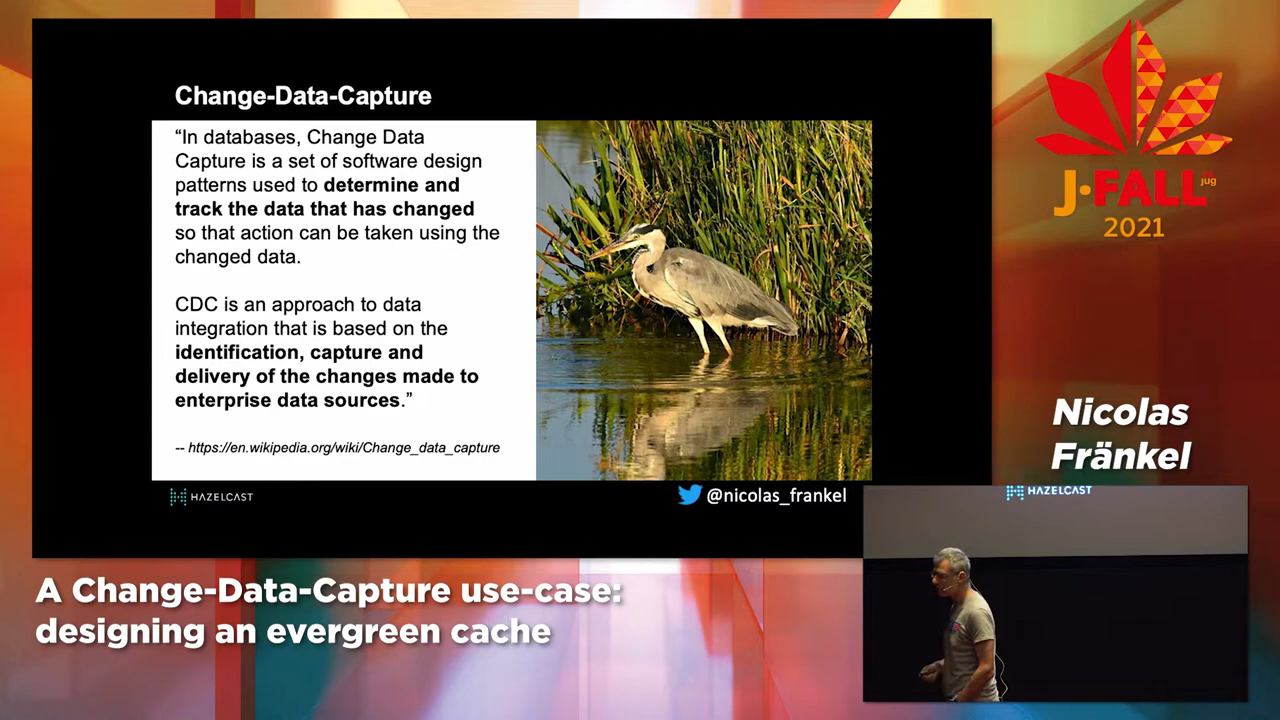 Change-Data-Capture
“In databases, Change Data
Capture is a set of software design
patterns used to determine and
track the data that has changed
so that action can be taken using the
changed data.
CDC is an approach to data
integration that is based on the
identification, capture and
delivery of the changes made to
enterprise data sources.”
-- https://en.wikipedia.org/wiki/Change_data_capture
HAZELCAST
@nicolas_frankel
J•FALL
jug
2021
Nicolas
Fränkel
HAZELCAST
A Change-Data-Capture use-case:
designing an evergreen cache